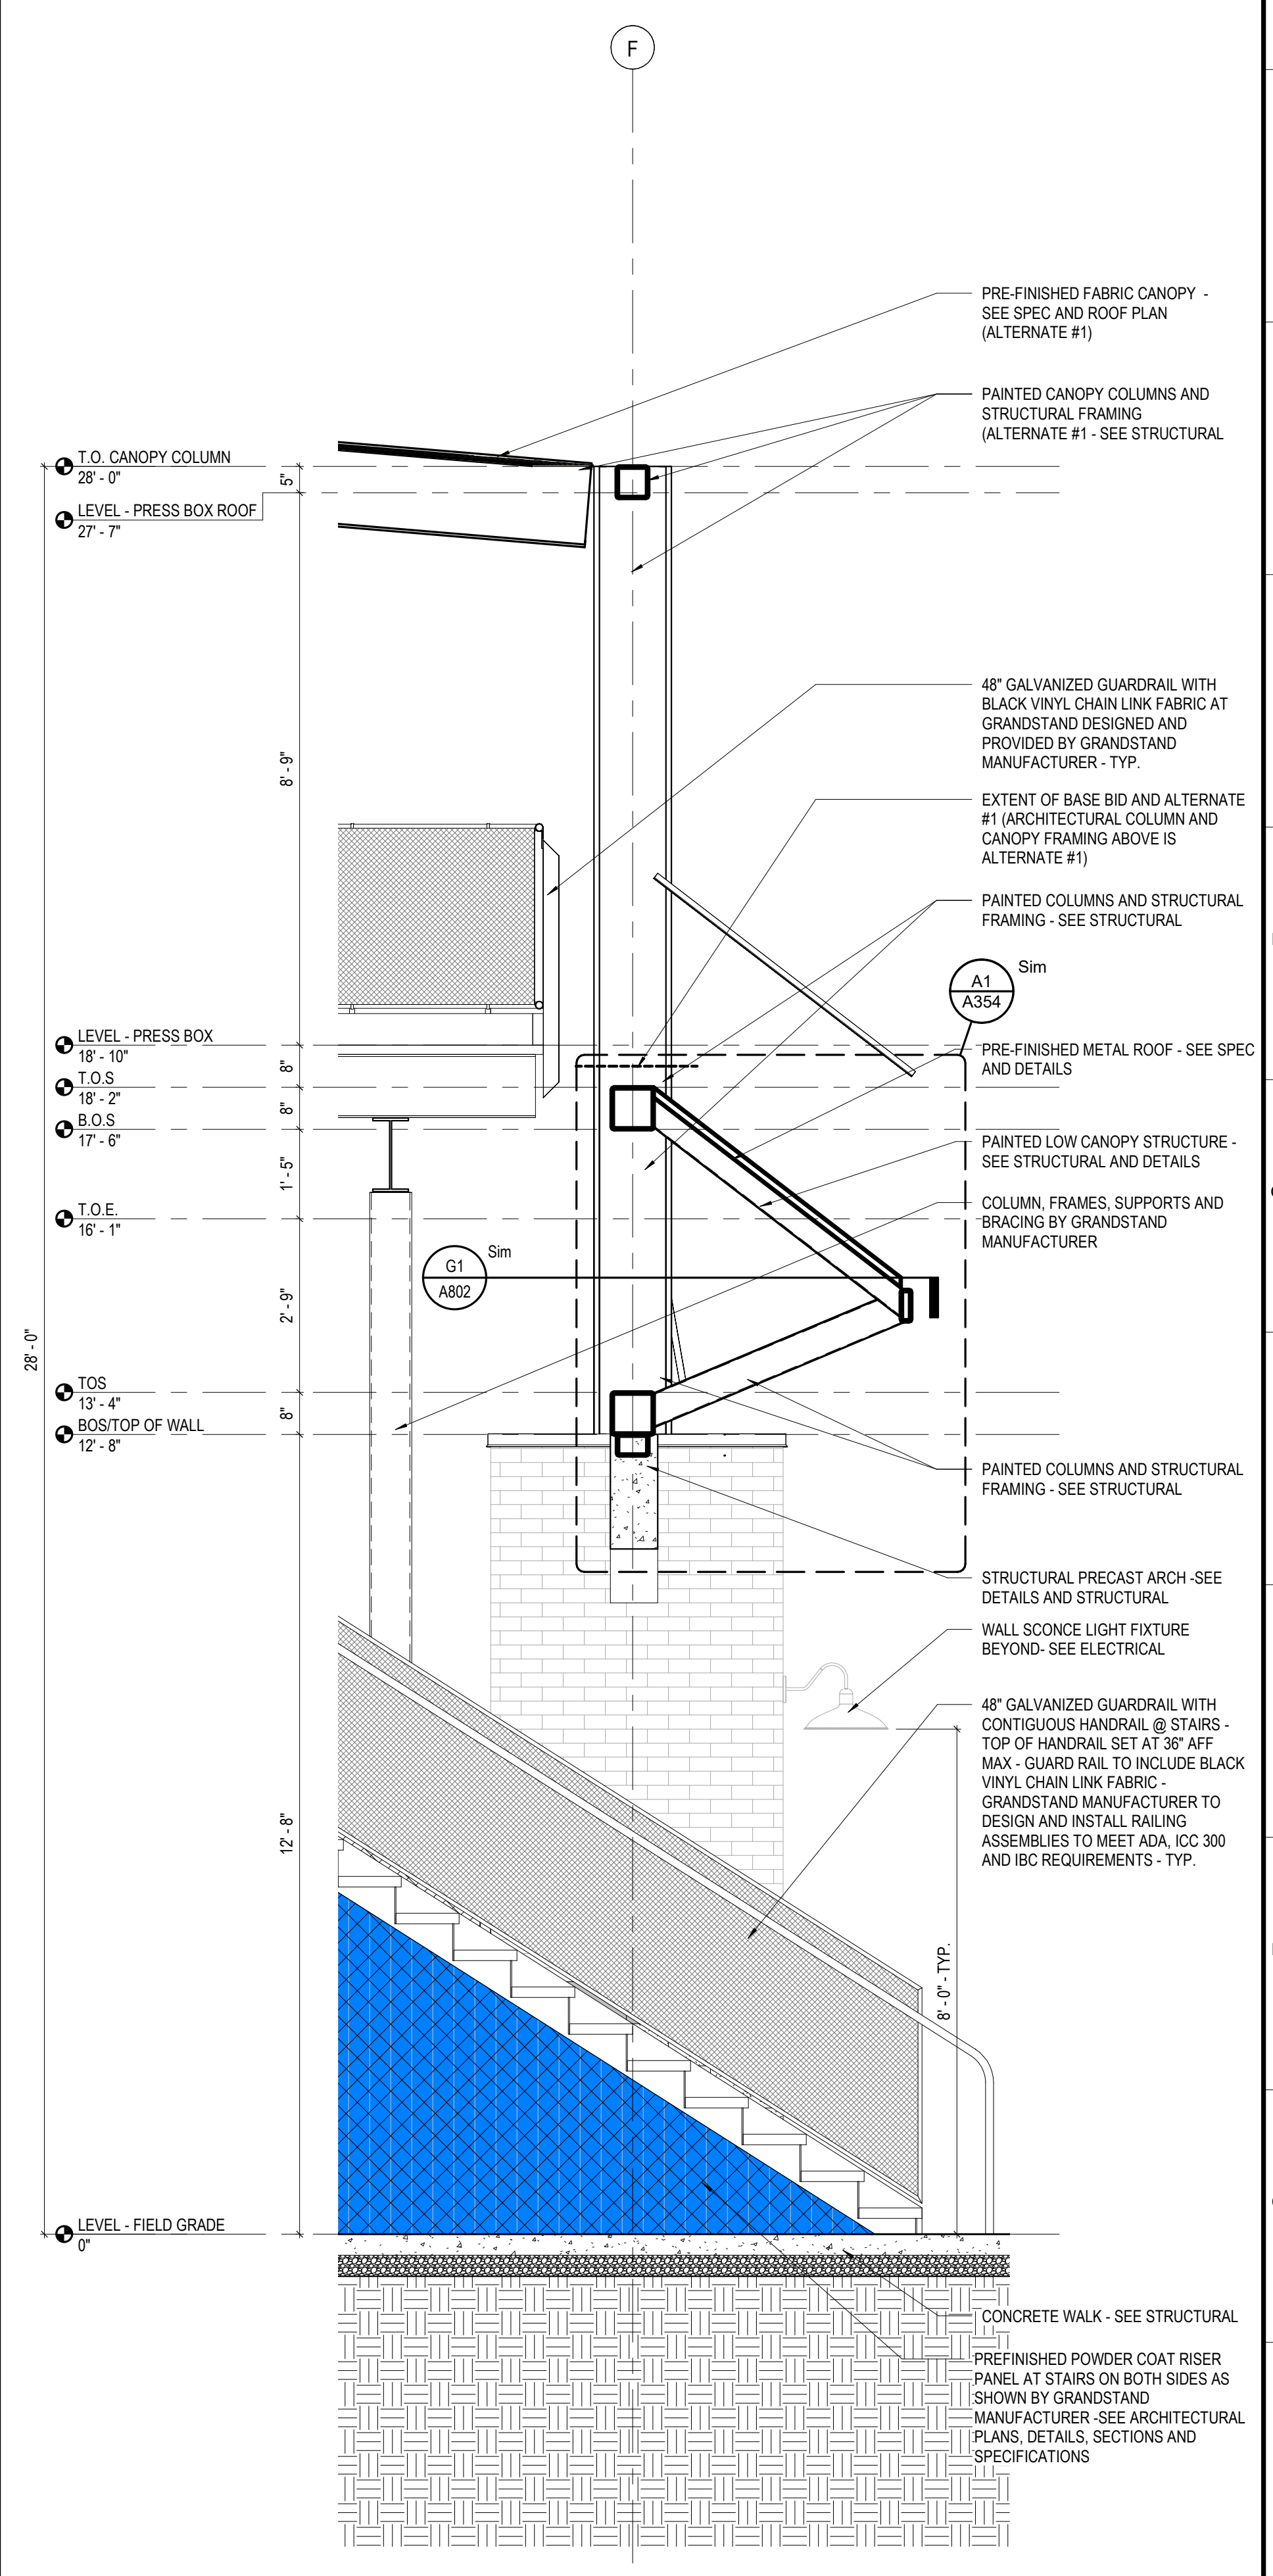 F
PRE-FINISHED FABRIC CANOPY -
SEE SPEC AND ROOF PLAN
(ALTERNATE #1)
PAINTED CANOPY COLUMNS AND
STRUCTURAL FRAMING
(ALTERNATE #1 - SEE STRUCTURAL
T.O. CANOPY COLUMN
28' - 0"
5"
LEVEL - PRESS BOX ROOF
27' - 7"
48" GALVANIZED GUARDRAIL WITH
BLACK VINYL CHAIN LINK FABRIC AT
GRANDSTAND DESIGNED AND
PROVIDED BY GRANDSTAND
MANUFACTURER - TYP.
8' - 9"
EXTENT OF BASE BID AND ALTERNATE
#1 (ARCHITECTURAL COLUMN AND
CANOPY FRAMING ABOVE IS
ALTERNATE #1)
PAINTED COLUMNS AND STRUCTURAL
FRAMING - SEE STRUCTURAL
A1
A354
Sim
LEVEL - PRESS BOX
18' - 10"
8"
PRE-FINISHED METAL ROOF - SEE SPEC
AND DETAILS
T.O.S
18' - 2"
8"
B.O.S
17' - 6"
PAINTED LOW CANOPY STRUCTURE -
SEE STRUCTURAL AND DETAILS
1' - 5"
COLUMN, FRAMES, SUPPORTS AND
BRACING BY GRANDSTAND
MANUFACTURER
T.O.E.
16' - 1"
G1
A802
Sim
2' - 9"
28' - 0"
TOS
13' - 4"
8"
BOS/TOP OF WALL
12' - 8"
PAINTED COLUMNS AND STRUCTURAL
FRAMING - SEE STRUCTURAL
STRUCTURAL PRECAST ARCH -SEE
DETAILS AND STRUCTURAL
WALL SCONCE LIGHT FIXTURE
BEYOND- SEE ELECTRICAL
48" GALVANIZED GUARDRAIL WITH
CONTIGUOUS HANDRAIL @ STAIRS -
TOP OF HANDRAIL SET AT 36" AFF
MAX - GUARD RAIL TO INCLUDE BLACK
VINYL CHAIN LINK FABRIC -
GRANDSTAND MANUFACTURER TO
DESIGN AND INSTALL RAILING
ASSEMBLIES TO MEET ADA, ICC 300
AND IBC REQUIREMENTS - TYP.
12' - 8"
8' - 0" - TYP.
LEVEL - FIELD GRADE
0"
CONCRETE WALK - SEE STRUCTURAL
PREFINISHED POWDER COAT RISER
PANEL AT STAIRS ON BOTH SIDES AS
SHOWN BY GRANDSTAND
MANUFACTURER -SEE ARCHITECTURAL
PLANS, DETAILS, SECTIONS AND
SPECIFICATIONS